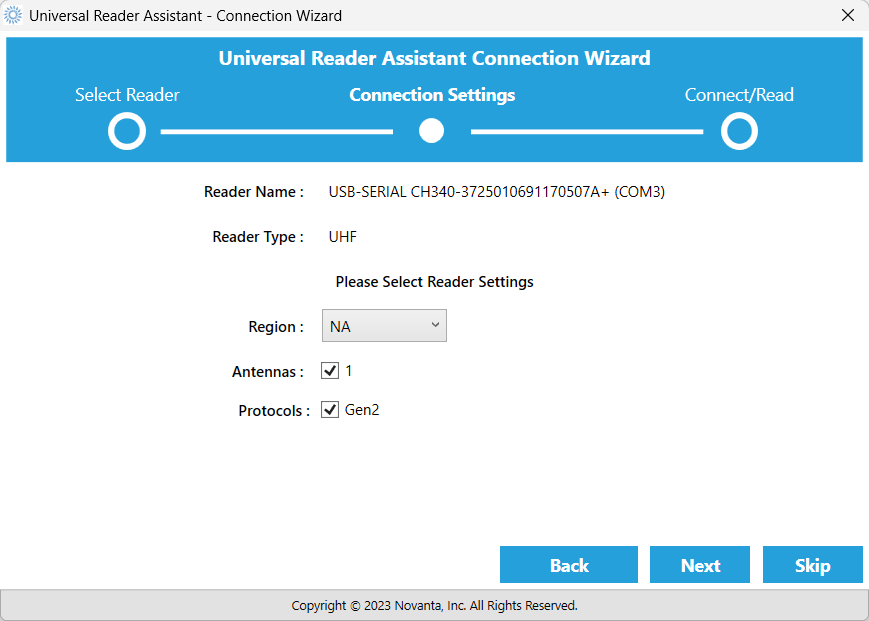 Universal Reader Assistant - Connection Wizard
Universal Reader Assistant Connection Wizard
Select Reader Connection Settings Connect/Read
Reader Name : USB-SERIAL CH340-3725010691170507A+ (COM3)
Reader Type : UHF
Please Select Reader Settings
Region : NA
Antennas : 1
Protocols : Gen2
Back Next Skip
Copyright © 2023 Novanta, Inc. All Rights Reserved.